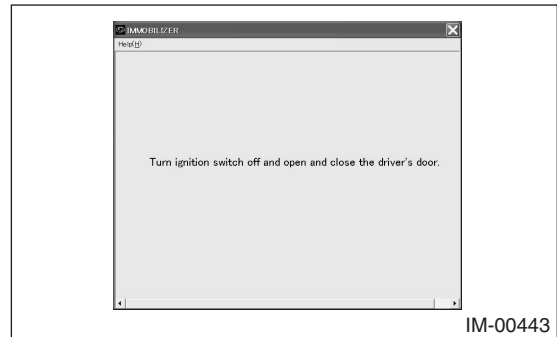 IMMOBILIZER
Help(H)
Turn ignition switch off and open and close the driver's door.
IM-00443